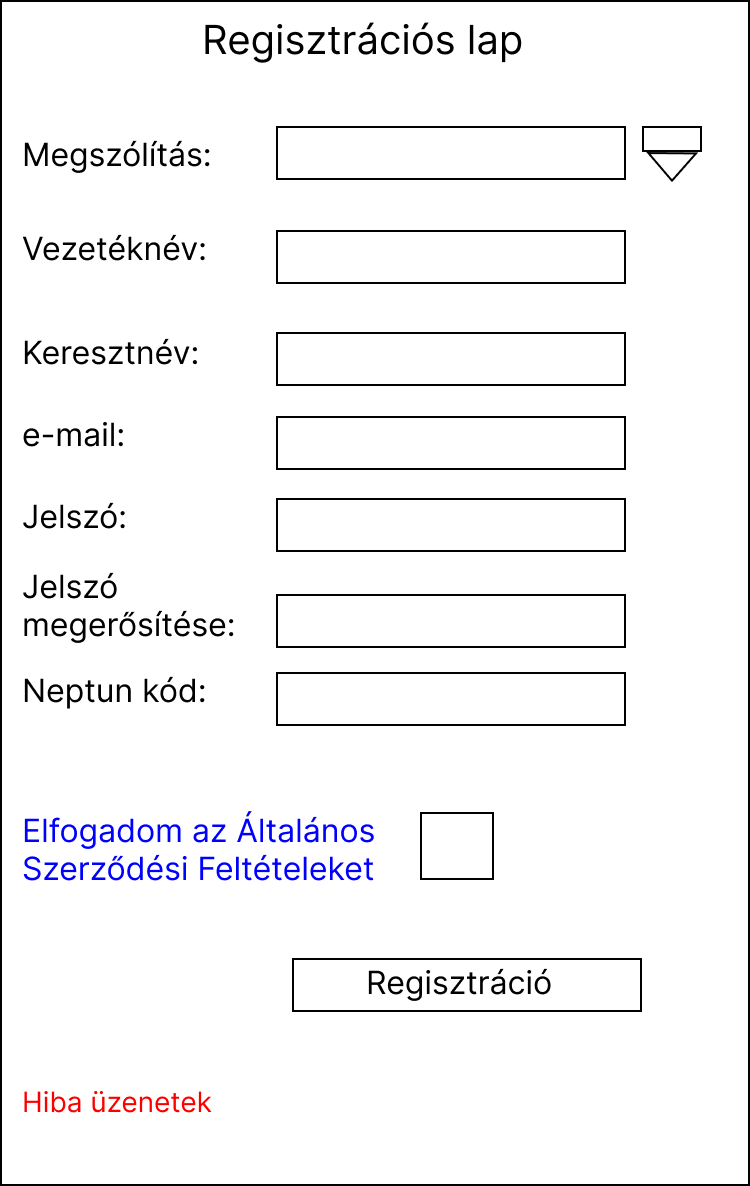 Regisztrációs lap
Megszólítás:
Vezetéknév:
Keresztnév:
e-mail:
Jelszó:
Jelszó
megerősítése:
Neptun kód:
Elfogadom az Általános
Szerződési Feltételeket
Regisztráció
Hiba üzenetek